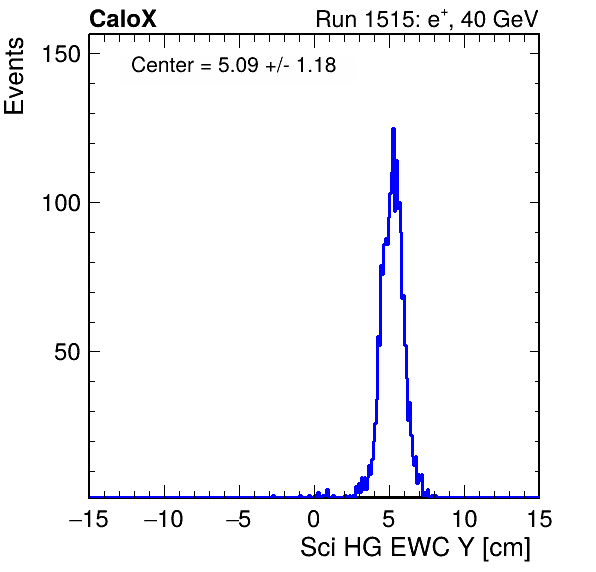 CaloX Run 1515: e⁺, 40 GeV
Center = 5.09 +/- 1.18
Events
150
100
50
−15 −10 −5 0 5 10 15
Sci HG EWC Y [cm]